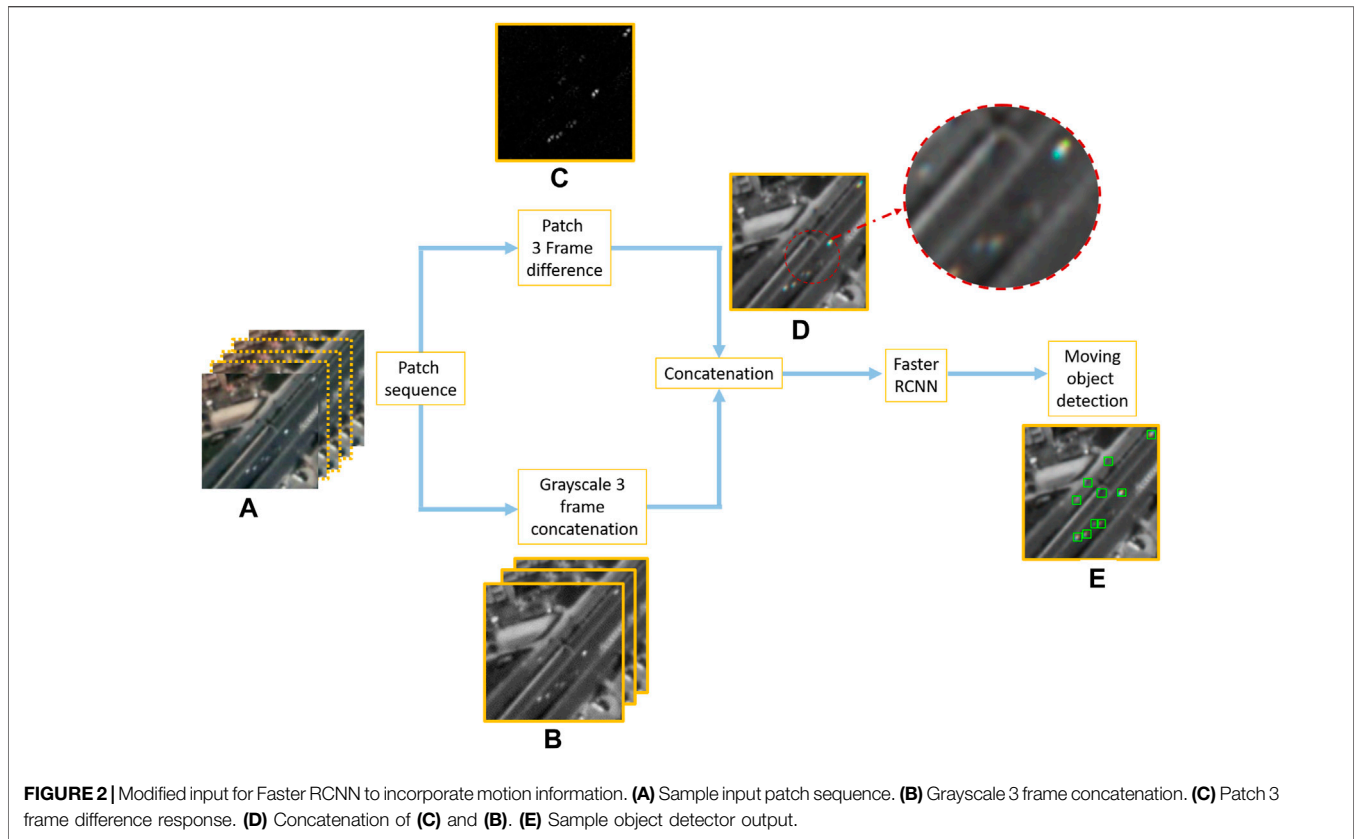 C
Patch
3 Frame
difference
D
A
Patch
sequence
Concatenation
Faster
RCNN
Moving
object
detection
Grayscale 3
frame
concatenation
E
B
FIGURE 2 | Modified input for Faster RCNN to incorporate motion information. (A) Sample input patch sequence. (B) Grayscale 3 frame concatenation. (C) Patch 3
frame difference response. (D) Concatenation of (C) and (B). (E) Sample object detector output.